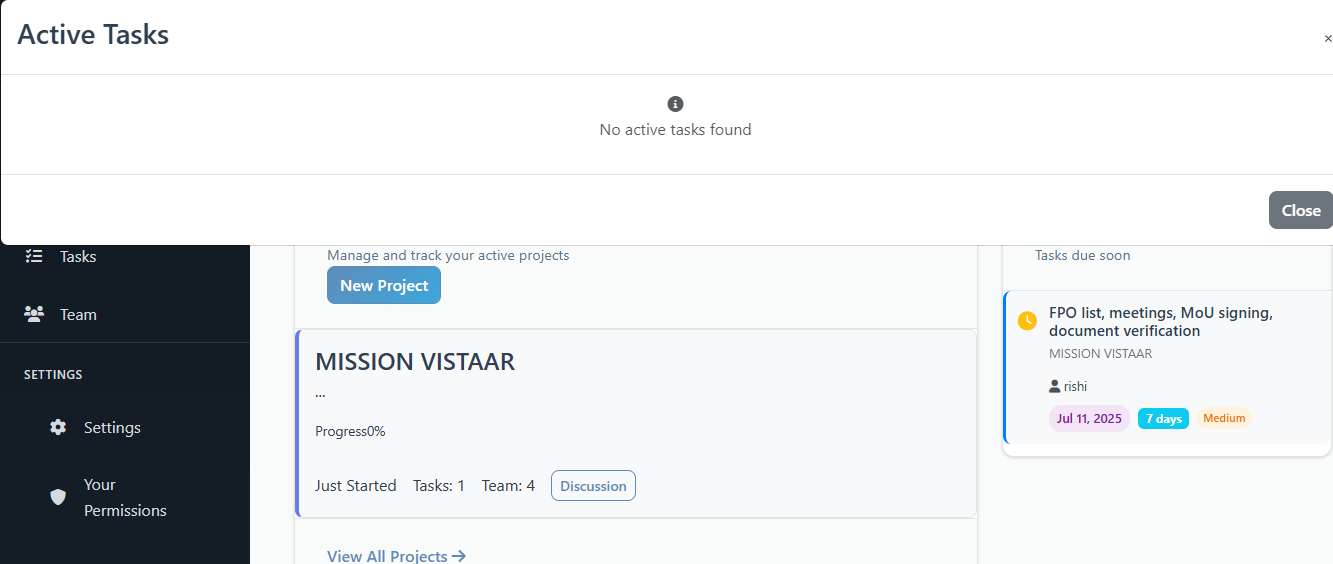 Active Tasks
×
No active tasks found
Close
Tasks
Team
SETTINGS
Settings
Your
Permissions
Manage and track your active projects
New Project
MISSION VISTAAR
...
Progress0%
Just Started Tasks: 1 Team: 4 Discussion
View All Projects →
Tasks due soon
FPO list, meetings, MoU signing,
document verification
MISSION VISTAAR
rishi
Jul 11, 2025 7 days Medium